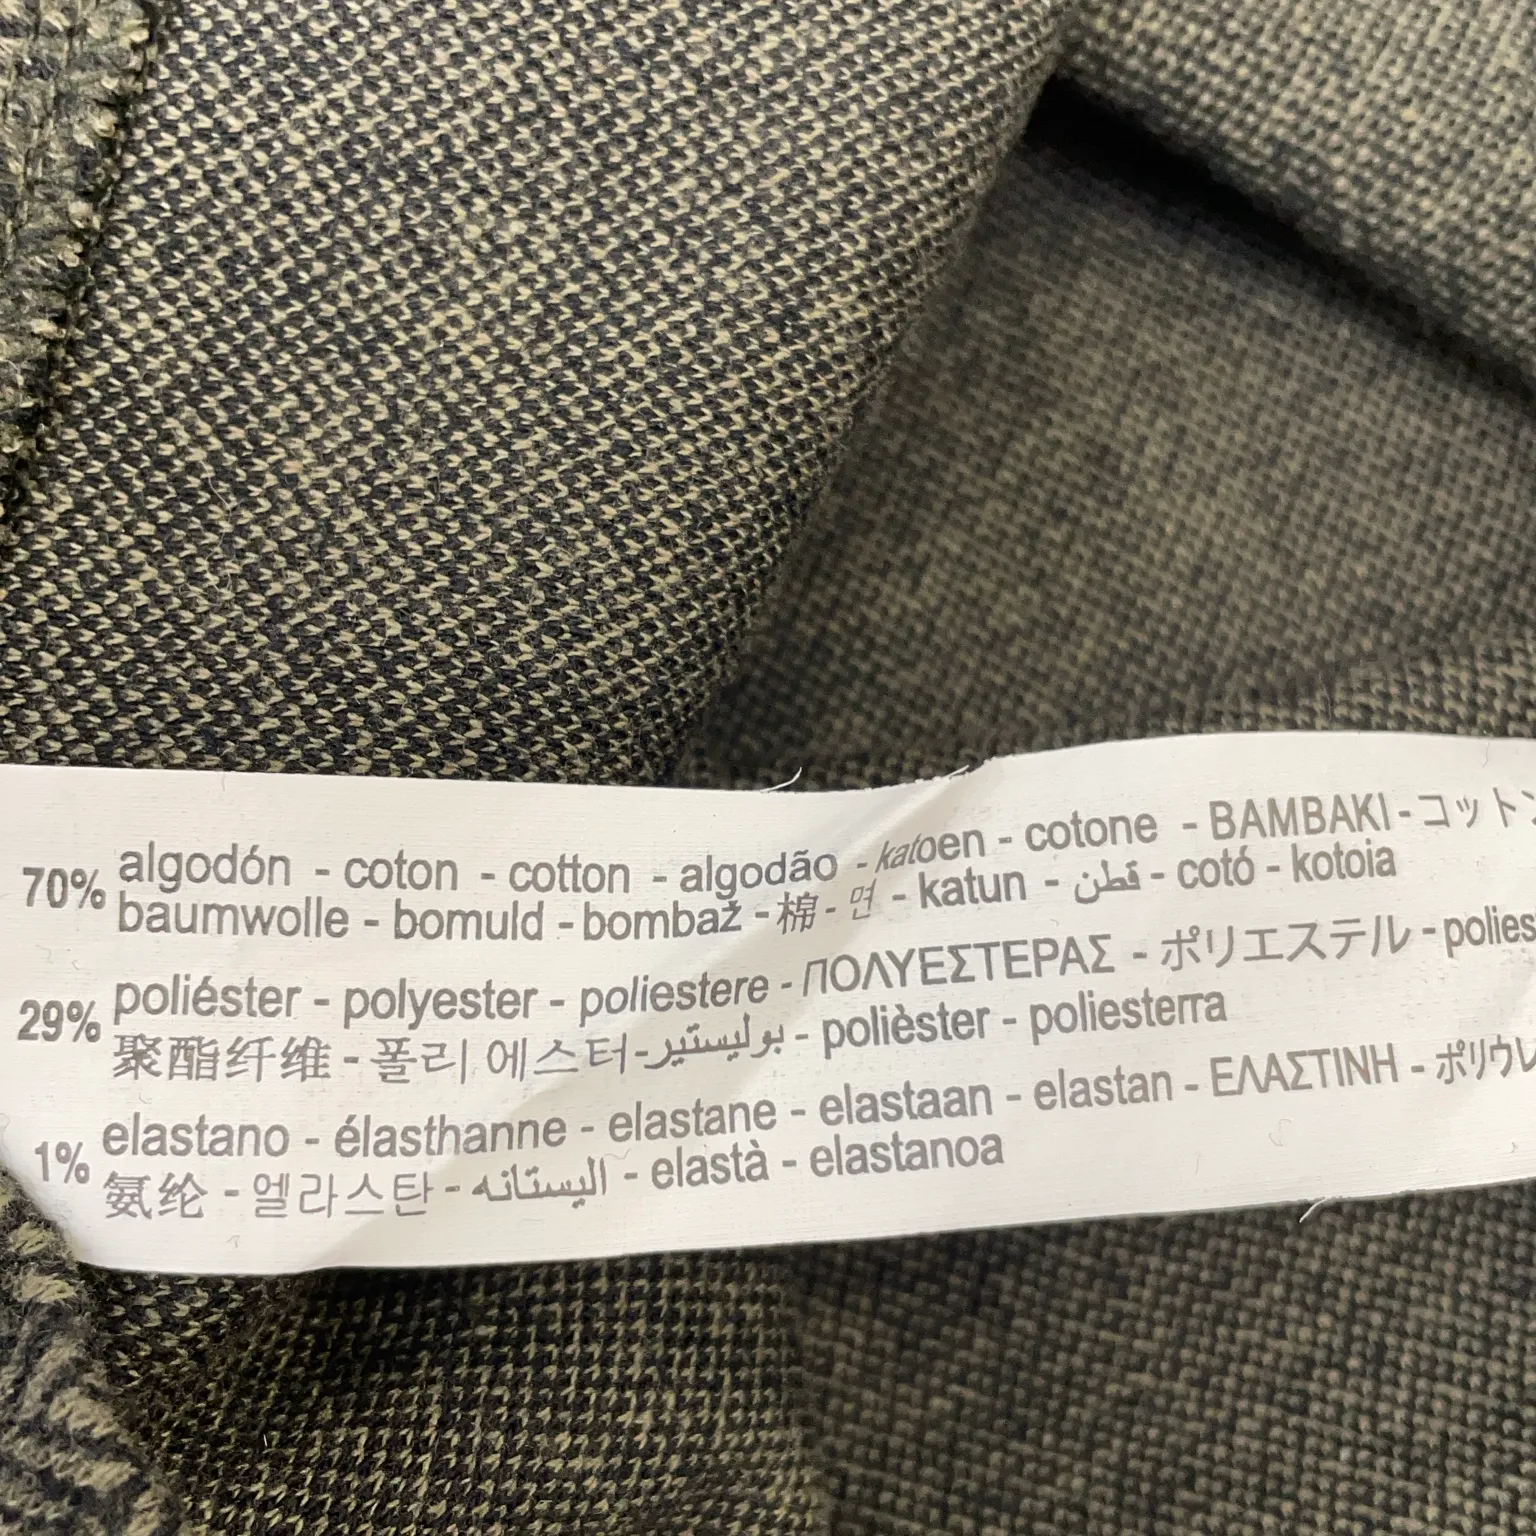 70% algodón - coton - cotton - algodão - katoen - cotone - BAMBAKI - コットン
baumwolle - bomuld - bombaž - 棉 - 면 - katun - قطن - cotó - kotoia
29% poliéster - polyester - poliestere - ΠΟΛΥΕΣΤΕΡΑΣ - ポリエステル - polies
聚酯纤维 - 폴리 에스터 - بوليستير - polièster - poliesterra
1% elastano - élasthanne - elastane - elastaan - elastan - ΕΛΑΣΤΙΝΗ - ポリウレ
氨纶 - 엘라스탄 - اليستانه - elastà - elastanoa